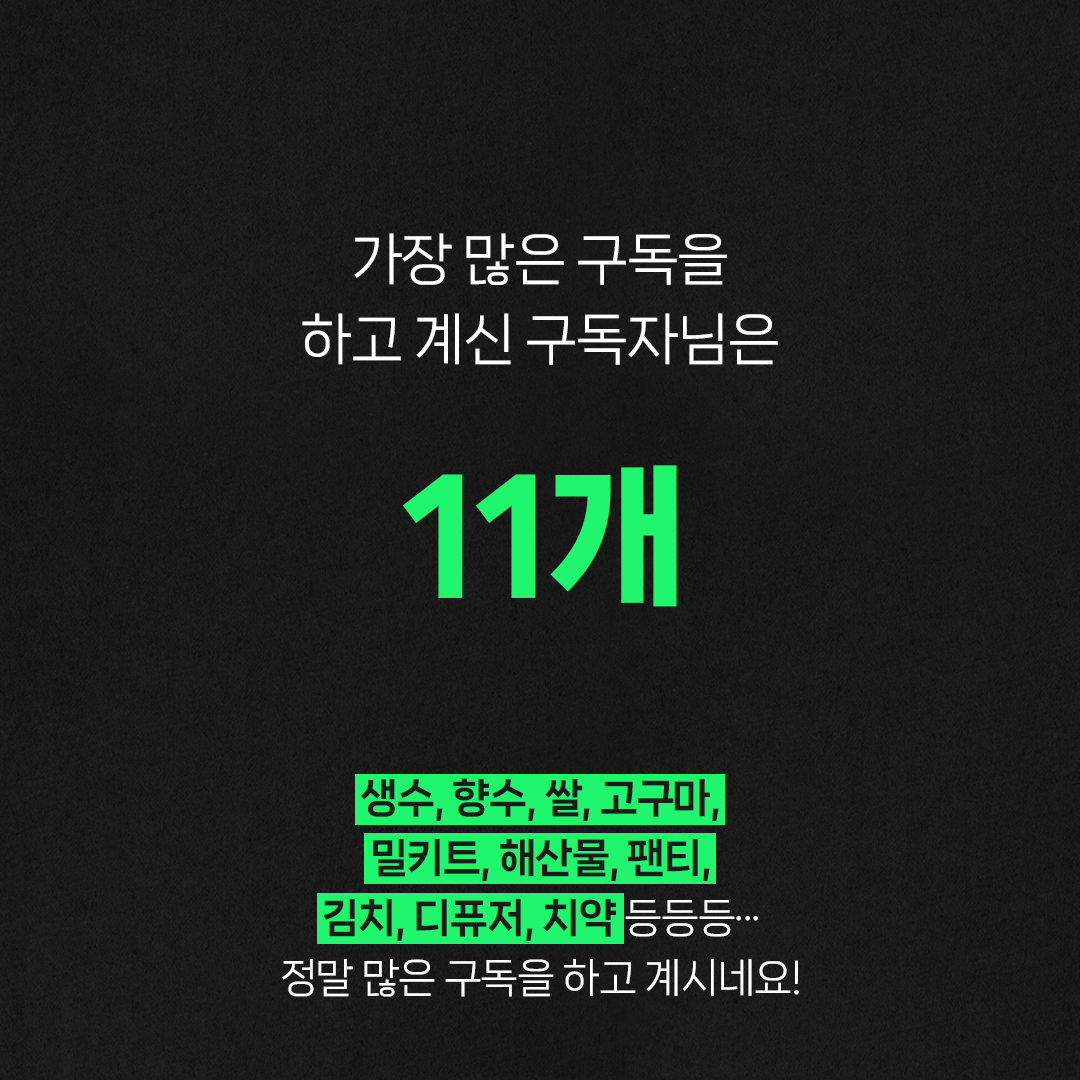 가장 많은 구독을
하고 계신 구독자님은
11개
생수, 향수, 쌀, 고구마,
밀키트, 해산물, 팬티,
김치, 디퓨저, 치약 등등등…
정말 많은 구독을 하고 계시네요!